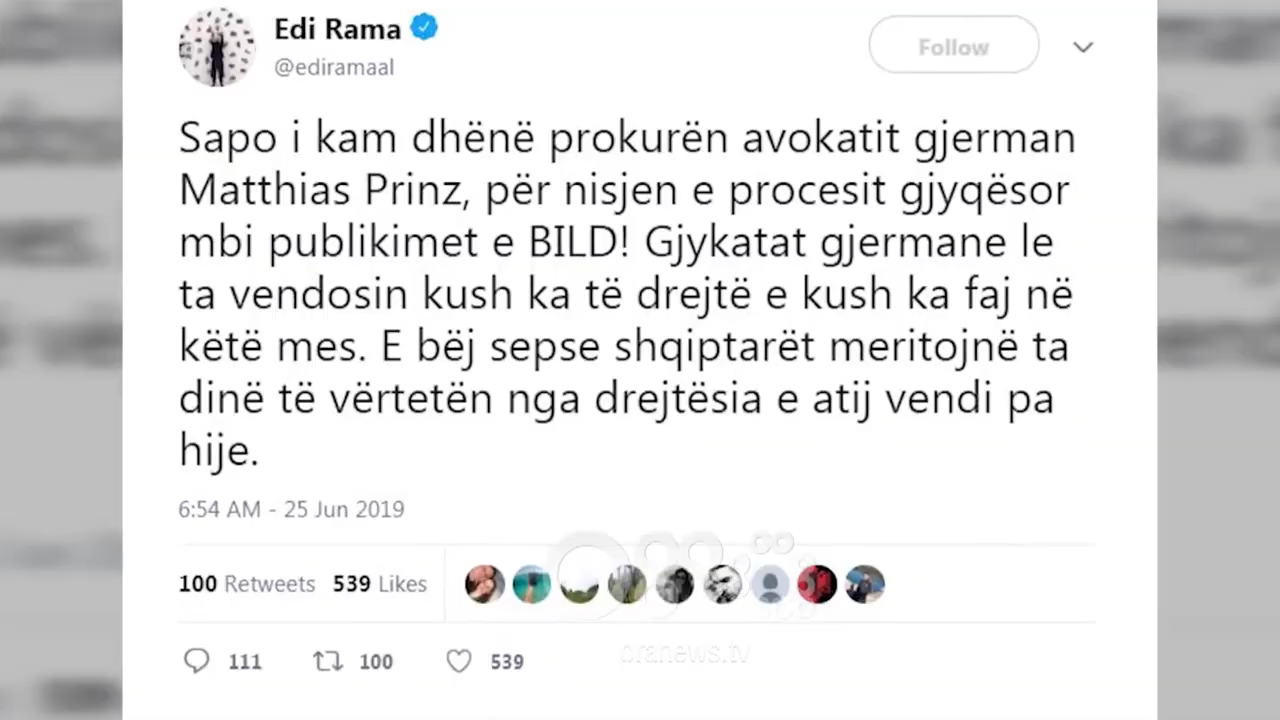 Edi Rama
@ediramaal
Follow
Sapo i kam dhënë prokurën avokatit gjerman
Matthias Prinz, për nisjen e procesit gjyqësor
mbi publikimet e BILD! Gjykatat gjermane le
ta vendosin kush ka të drejtë e kush ka faj në
këtë mes. E bëj sepse shqiptarët meritojnë ta
dinë të vërtetën nga drejtësia e atij vendi pa
hije.
6:54 AM - 25 Jun 2019
100 Retweets 539 Likes
111 100 539
oranews.tv